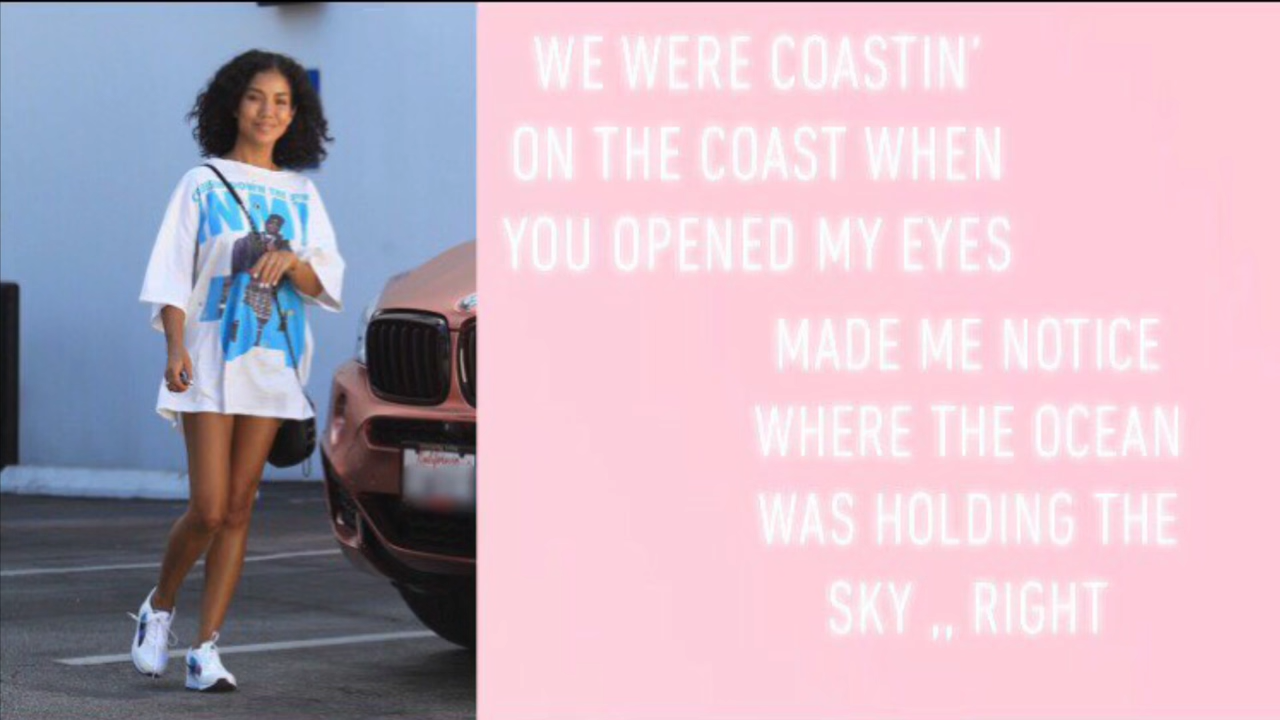 WE WERE COASTIN'
ON THE COAST WHEN
YOU OPENED MY EYES
MADE ME NOTICE
WHERE THE OCEAN
WAS HOLDING THE
SKY ,, RIGHT